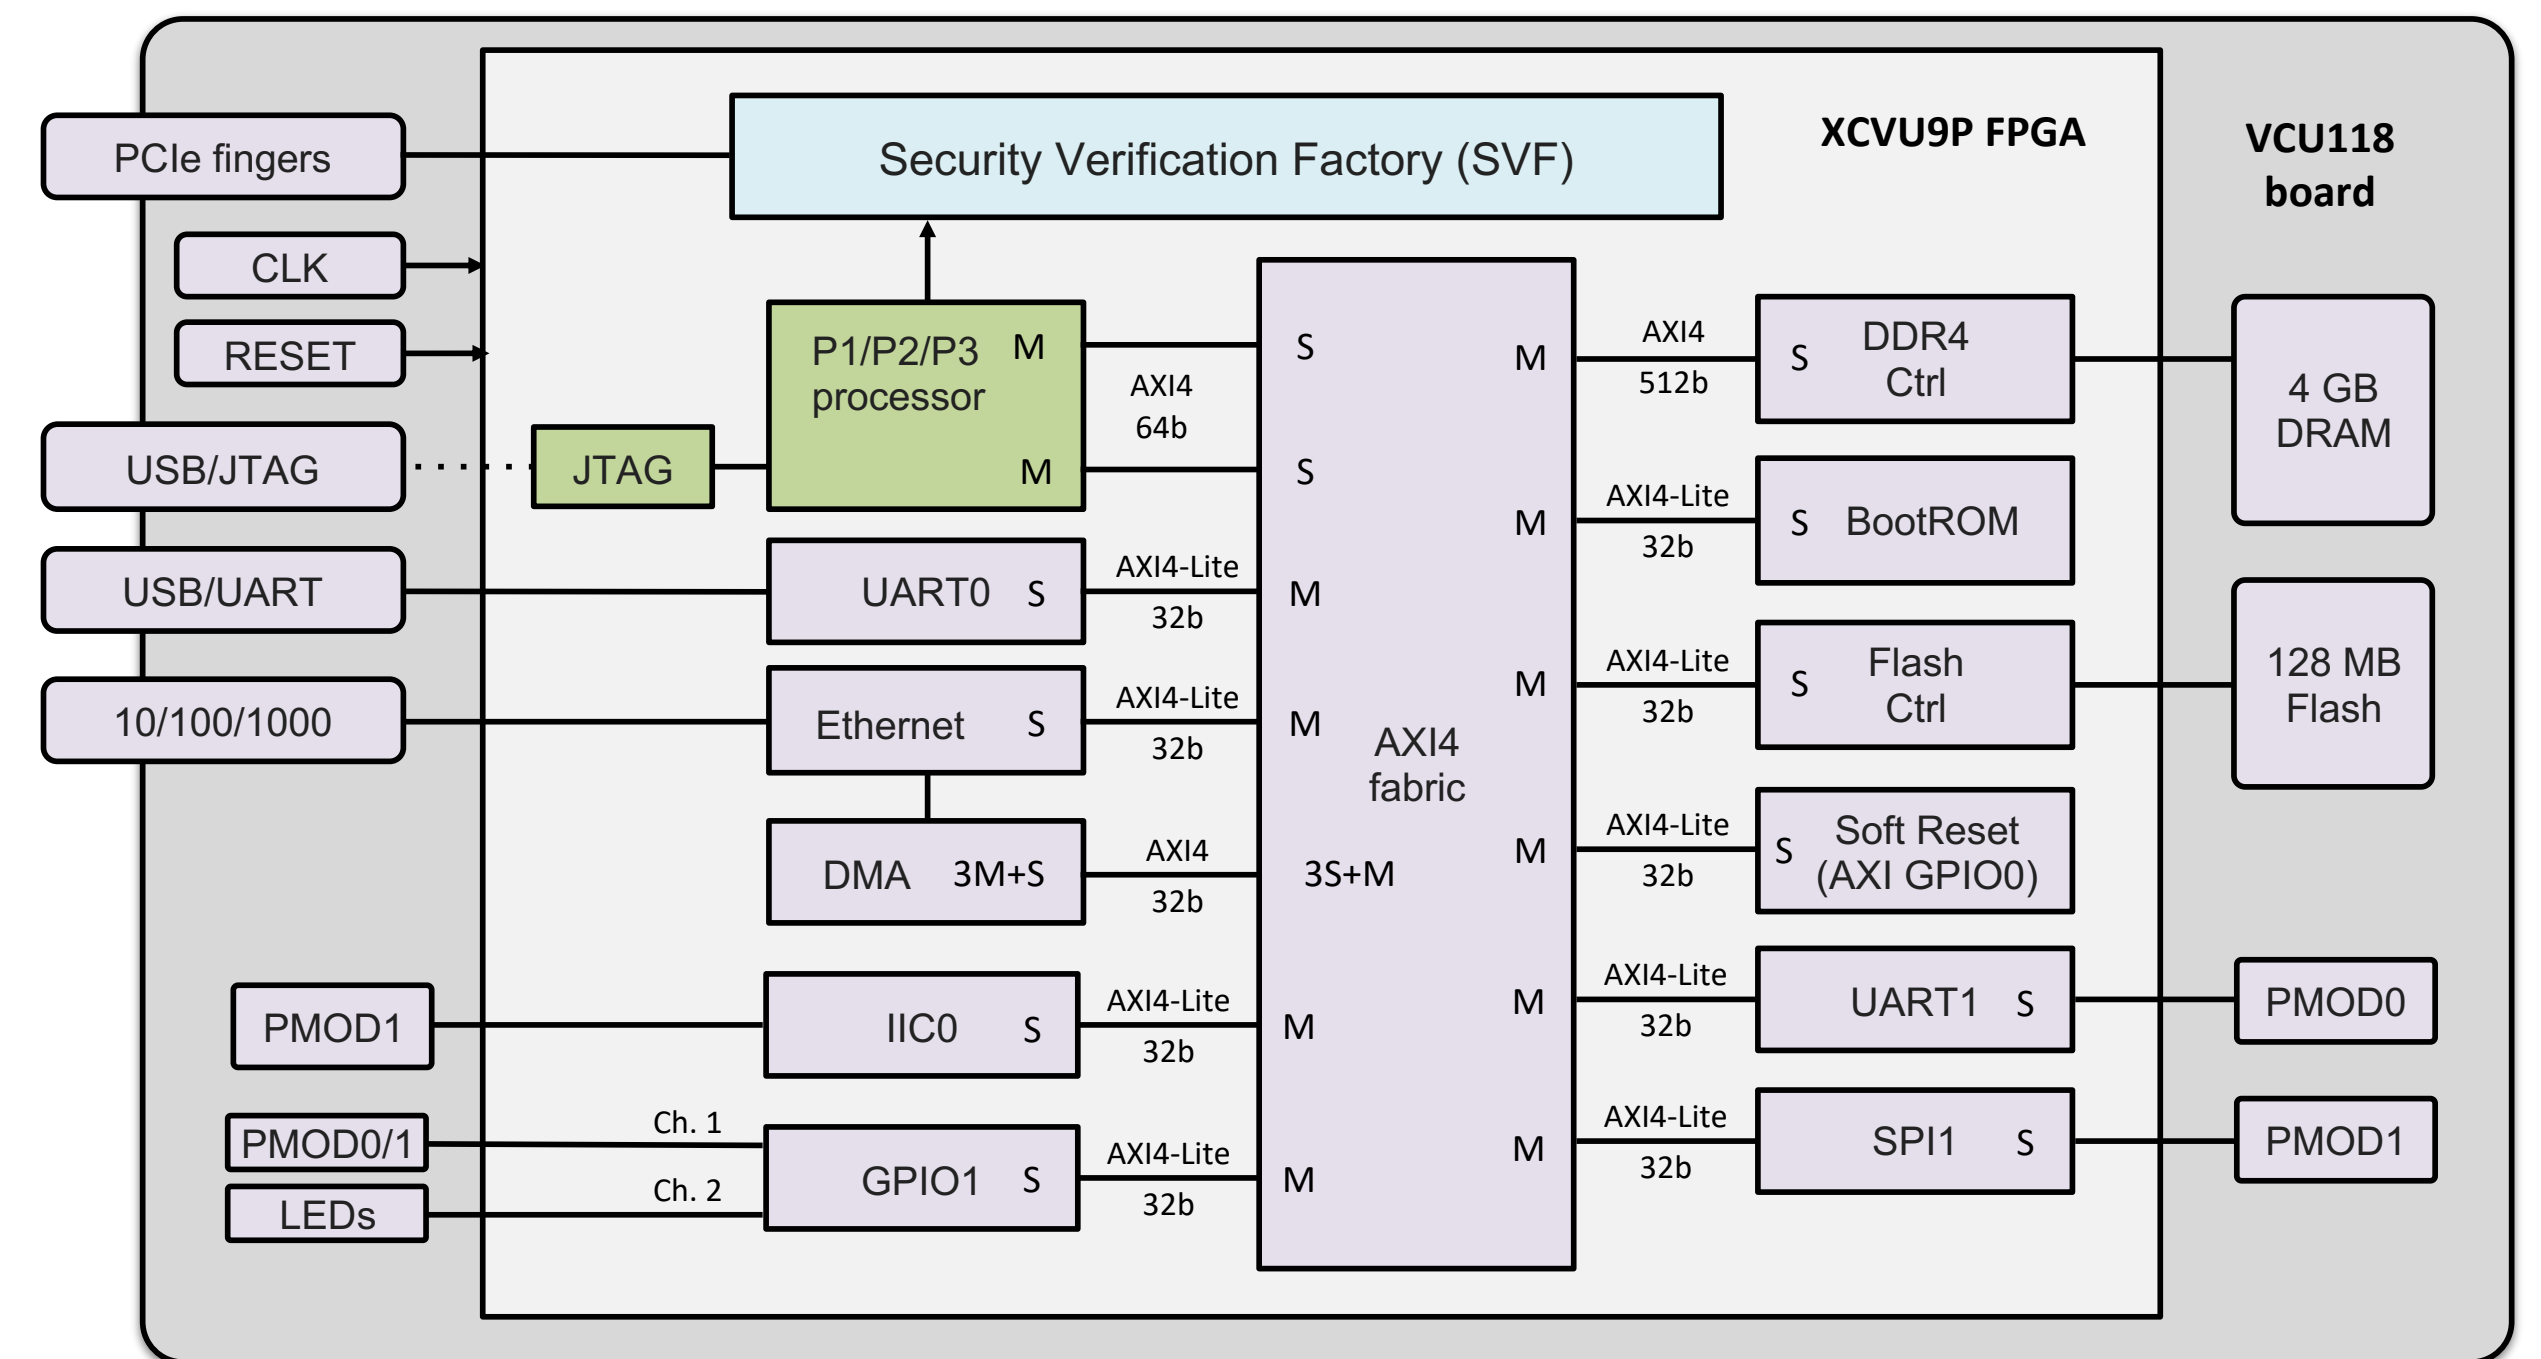 PCIe fingers
CLK
RESET
USB/JTAG
USB/UART
10/100/1000
PMOD1
PMOD0/1
LEDs
Ch. 1
Ch. 2
Security Verification Factory (SVF)
XCVU9P FPGA
VCU118
board
P1/P2/P3 M
processor
M
JTAG
AXI4
64b
UART0 S
AXI4-Lite
32b
Ethernet S
AXI4-Lite
32b
DMA 3M+S
AXI4
32b
IIC0 S
AXI4-Lite
32b
GPIO1 S
AXI4-Lite
32b
S
S
M
M
3S+M
M
M
AXI4
fabric
M
M
M
M
M
M
AXI4
512b
S DDR4
Ctrl
4 GB
DRAM
AXI4-Lite
32b
S BootROM
AXI4-Lite
32b
S Flash
Ctrl
128 MB
Flash
AXI4-Lite
32b
S Soft Reset
(AXI GPIO0)
AXI4-Lite
32b
UART1 S
PMOD0
AXI4-Lite
32b
SPI1 S
PMOD1